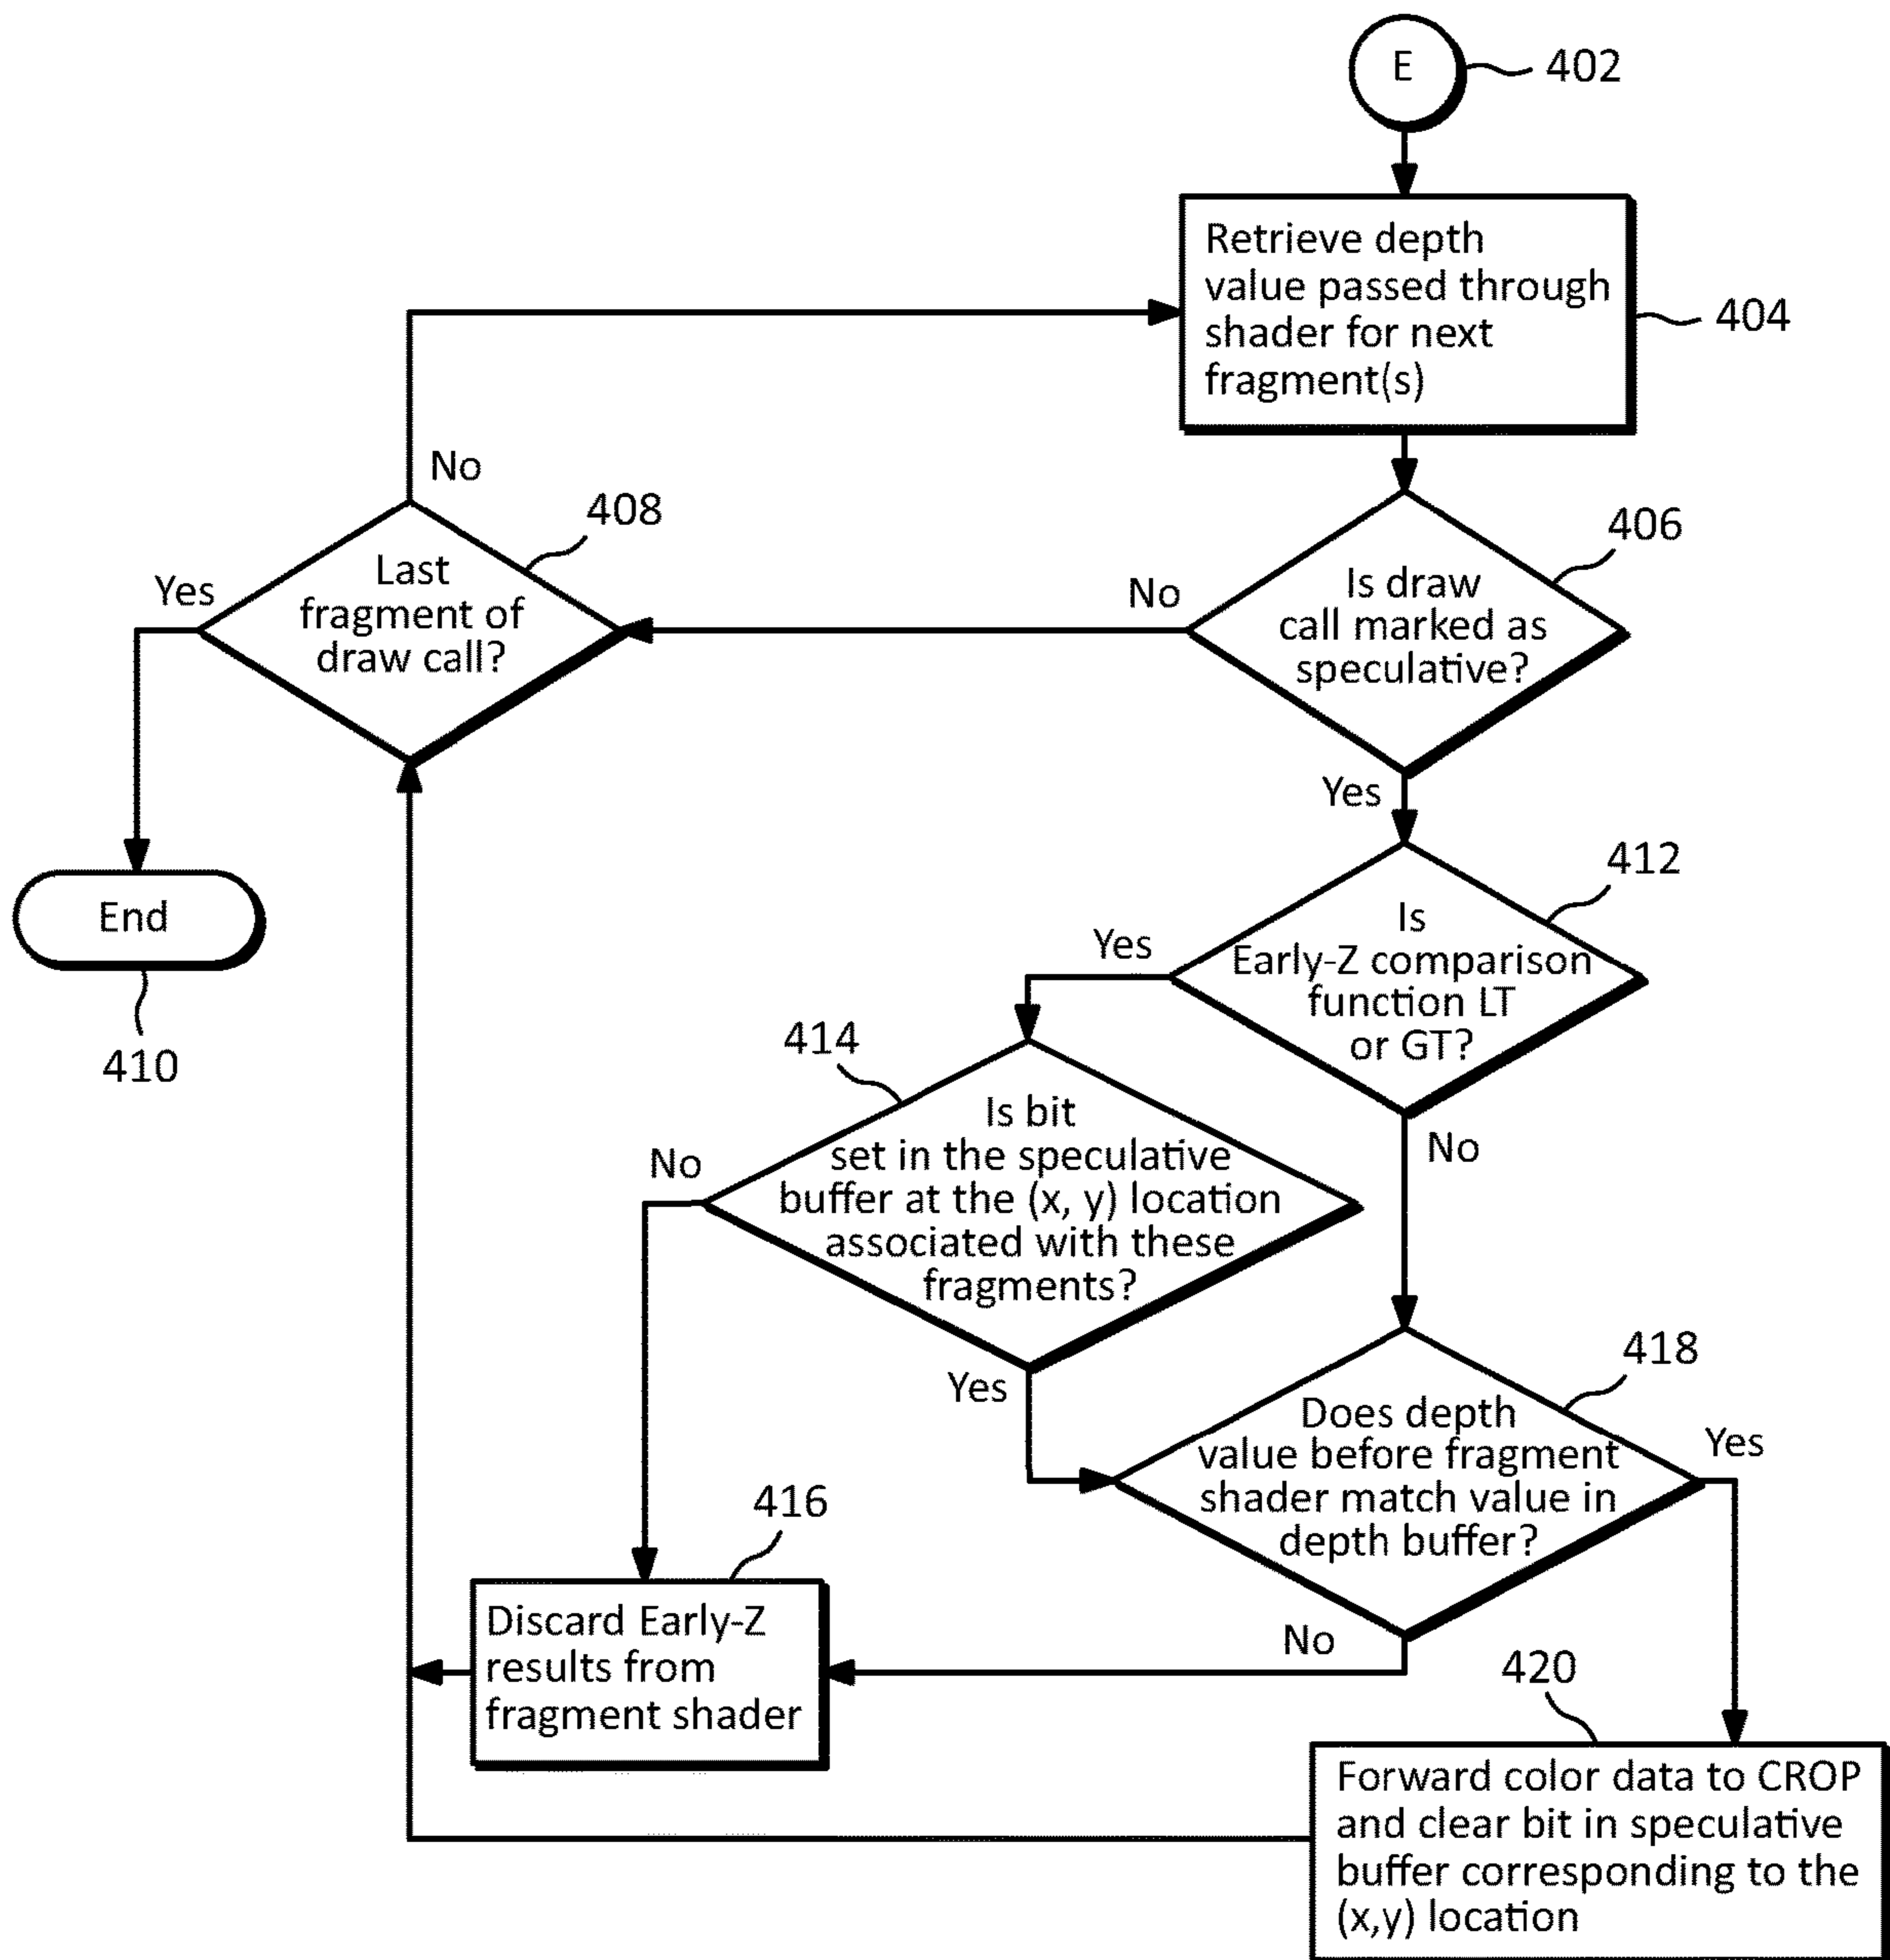 E
402
Retrieve depth
value passed through
shader for next
fragment(s)
404
No
408
406
Last
fragment of
draw call?
Yes
No
Is draw
call marked as
speculative?
Yes
412
End
410
Yes
Is
Early-Z comparison
function LT
or GT?
414
No
Is bit
set in the speculative
buffer at the (x, y) location
associated with these
fragments?
No
418
Yes
Does depth
value before fragment
shader match value in
depth buffer?
Yes
416
Discard Early-Z
results from
fragment shader
No
420
Forward color data to CROP
and clear bit in speculative
buffer corresponding to the
(x,y) location